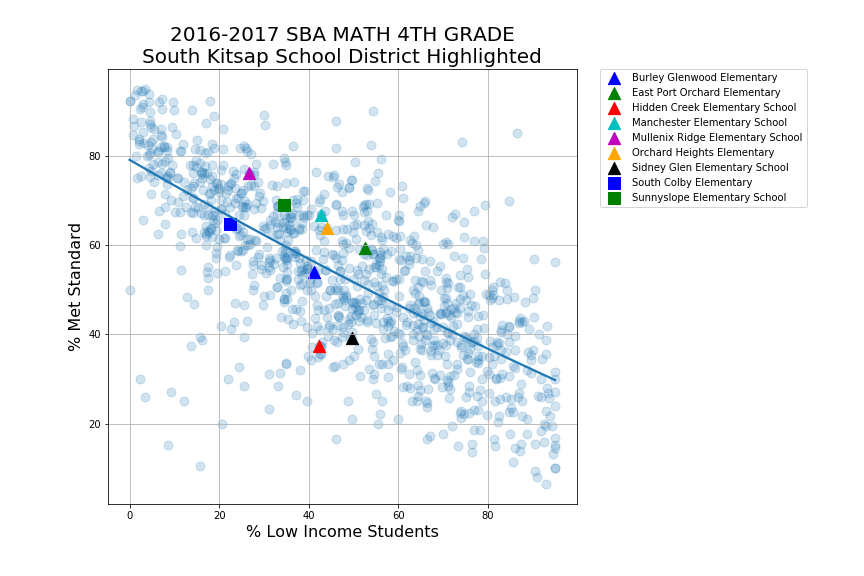 2016-2017 SBA MATH 4TH GRADE
South Kitsap School District Highlighted
% Met Standard
80
60
40
20
0
20
40
60
80
% Low Income Students
Burley Glenwood Elementary
East Port Orchard Elementary
Hidden Creek Elementary School
Manchester Elementary School
Mullenix Ridge Elementary School
Orchard Heights Elementary
Sidney Glen Elementary School
South Colby Elementary
Sunnyslope Elementary School